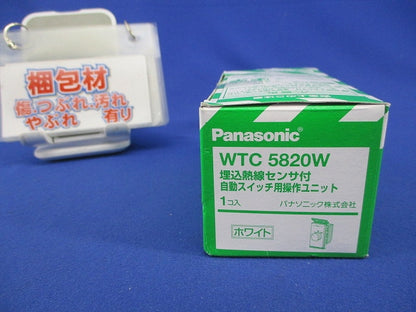 梱包材
傷、つぶれ、汚れ
やぶれ 有り
Panasonic
WTC 5820W
埋込熱線センサ付
自動スイッチ用操作ユニット
1コ入
パナソニック株式会社
ホワイト